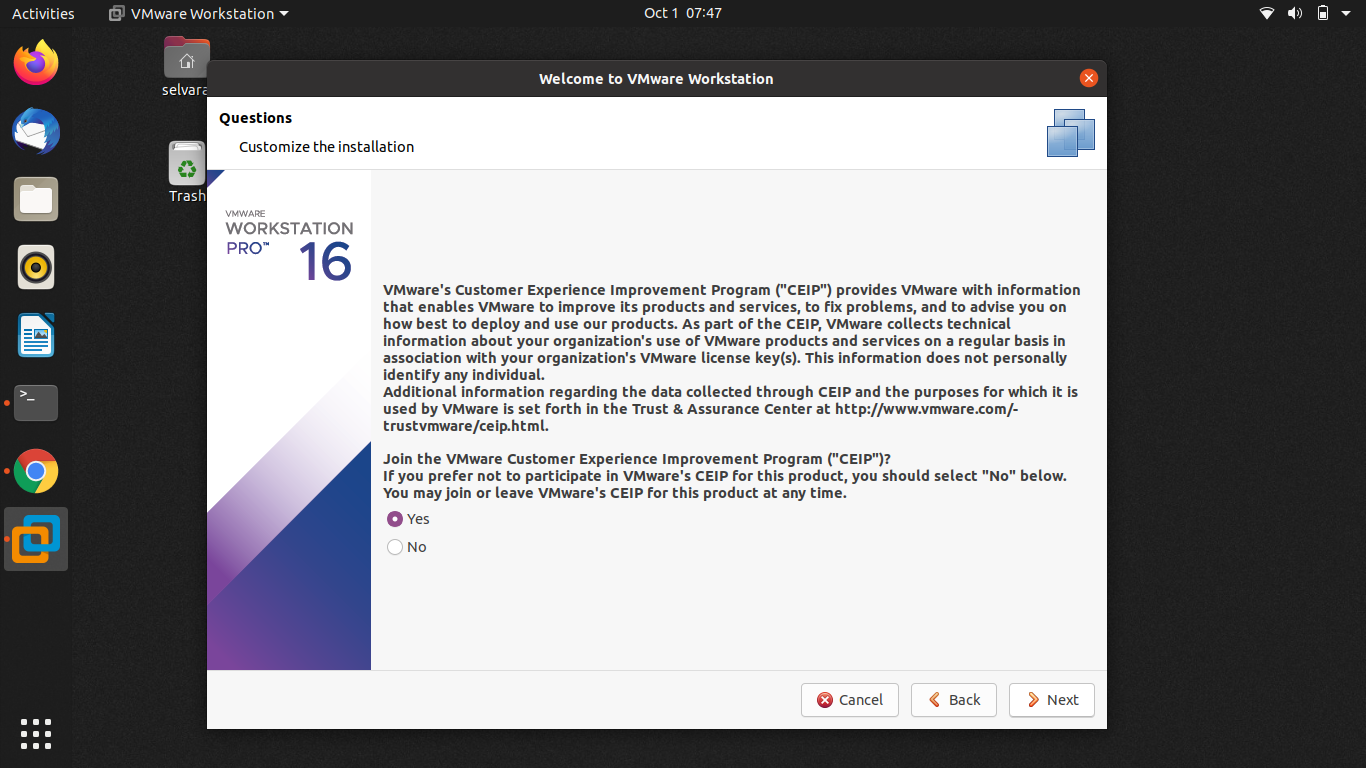 Activities
VMware Workstation
Oct 1 07:47
selvara
Trash
Welcome to VMware Workstation
Questions
Customize the installation
VMWARE
WORKSTATION
PRO™ 16
VMware's Customer Experience Improvement Program ("CEIP") provides VMware with information
that enables VMware to improve its products and services, to fix problems, and to advise you on
how best to deploy and use our products. As part of the CEIP, VMware collects technical
information about your organization's use of VMware products and services on a regular basis in
association with your organization's VMware license key(s). This information does not personally
identify any individual.
Additional information regarding the data collected through CEIP and the purposes for which it is
used by VMware is set forth in the Trust & Assurance Center at http://www.vmware.com/-
trustvmware/ceip.html.
Join the VMware Customer Experience Improvement Program ("CEIP")?
If you prefer not to participate in VMware's CEIP for this product, you should select "No" below.
You may join or leave VMware's CEIP for this product at any time.
Yes
No
Cancel
Back
Next